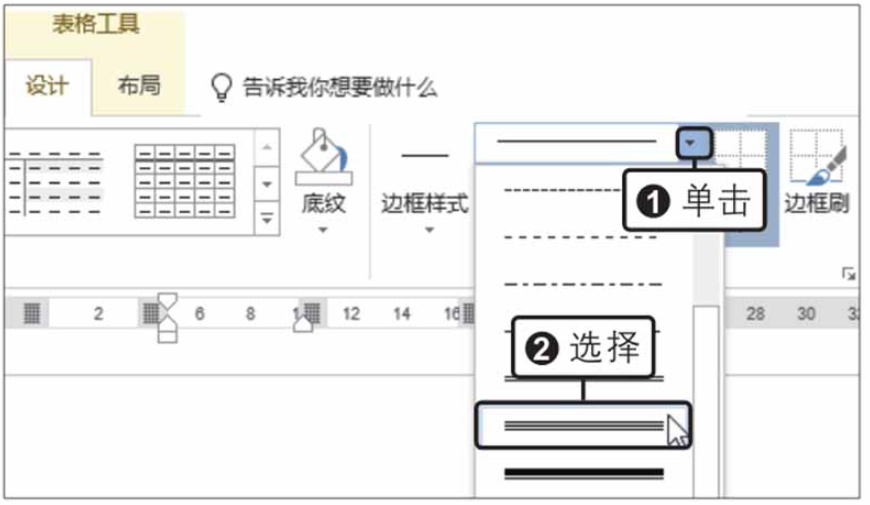 表格工具
设计 布局 告诉我你想要做什么
❶ 单击
底纹 边框样式 边框刷
2 6 8 12 14 16 28 30
❷ 选择